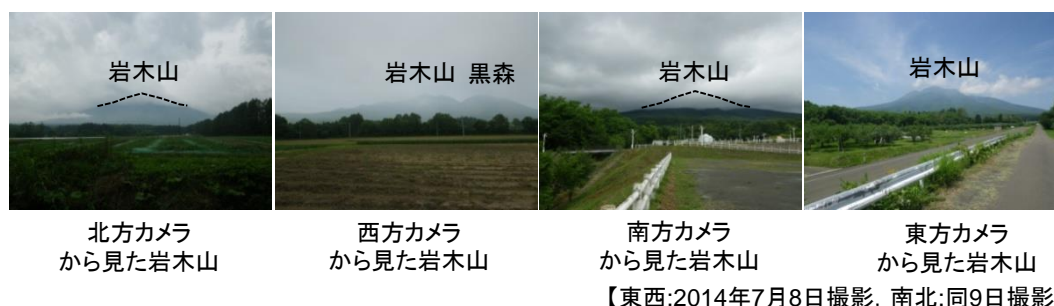 岩木山
岩木山 黒森
岩木山
岩木山
北方カメラ
から見た岩木山
西方カメラ
から見た岩木山
南方カメラ
から見た岩木山
東方カメラ
から見た岩木山
【東西:2014年7月8日撮影, 南北:同9日撮影